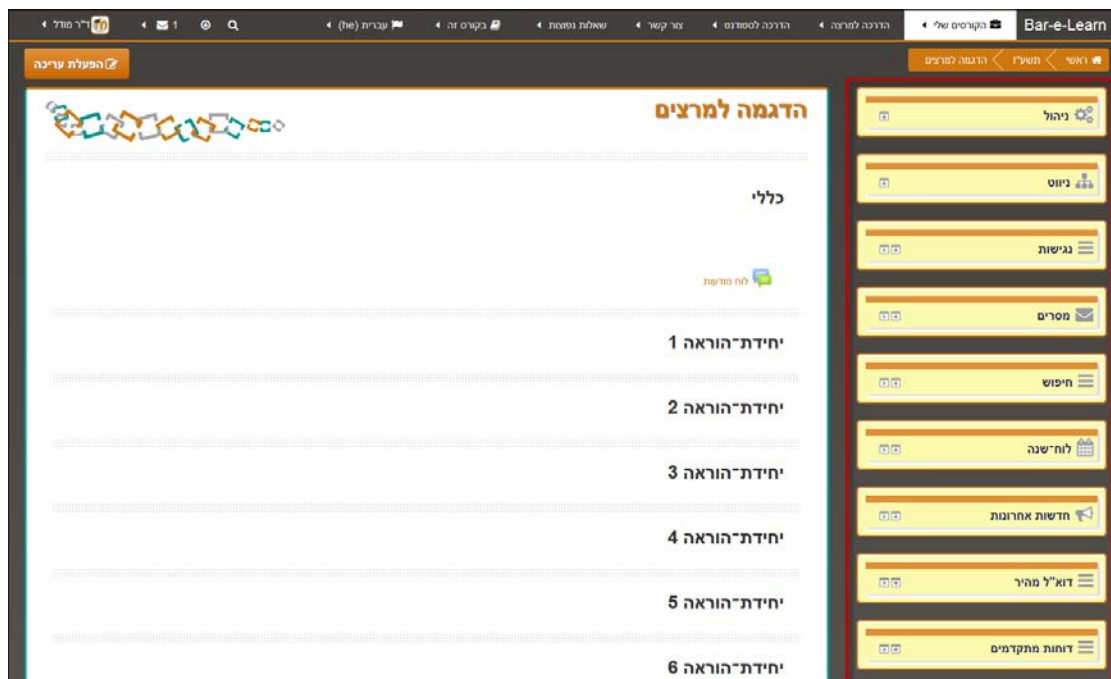 Bar-e-Learn
הקורסים שלי
הדרכה למרצה
הדרכה לסטודנט
צור קשר
שאלות נפוצות
בקורס זה
עברית (he)
1
ד"ר מודל
ראשי
תשע"ז
הדגמה למרצים
הפעלת עריכה
ניהול
ניווט
נגישות
מסרים
חיפוש
לוח־שנה
חדשות אחרונות
דוא"ל מהיר
דוחות מתקדמים
הדגמה למרצים
כללי
לוח מודעות
יחידת־הוראה 1
יחידת־הוראה 2
יחידת־הוראה 3
יחידת־הוראה 4
יחידת־הוראה 5
יחידת־הוראה 6